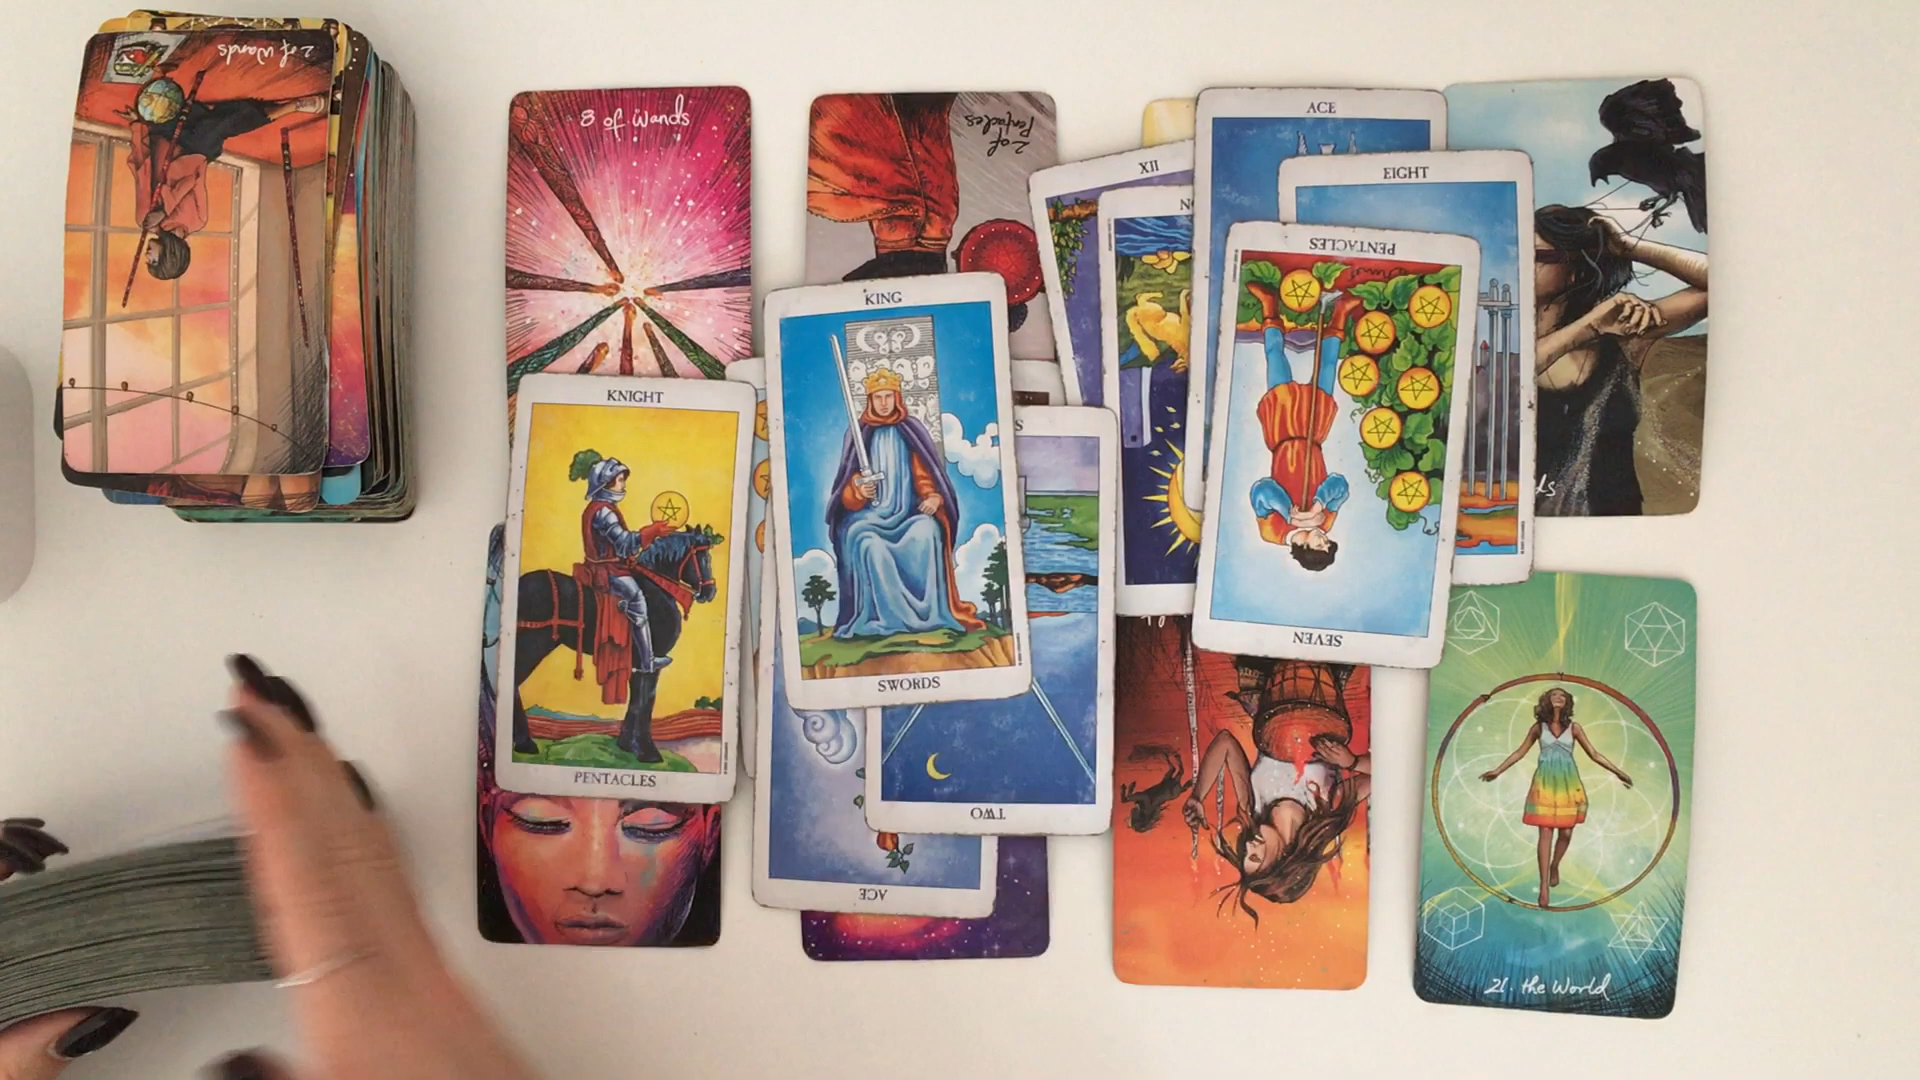 2 of Wands
8 of Wands
2 of
Pentacles
XII
ACE
EIGHT
PENTACLES
SEVEN
KING
SWORDS
KNIGHT
PENTACLES
TWO
ACE
21. the World